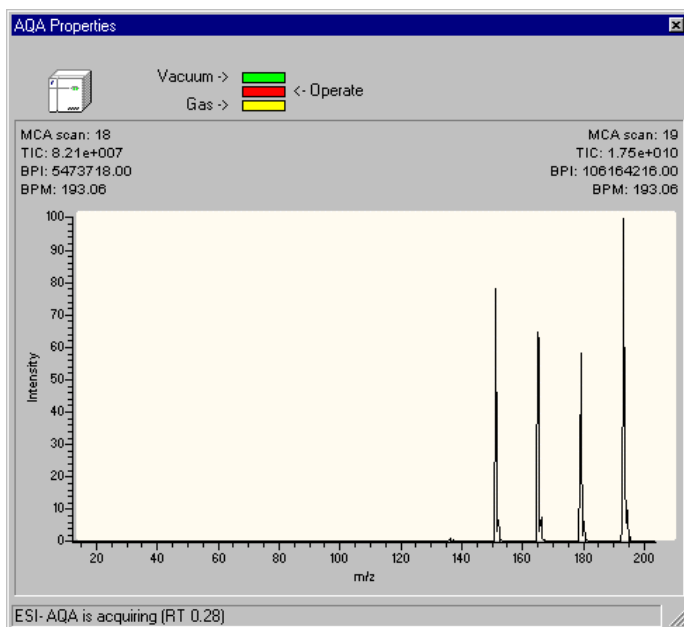 AQA Properties
Vacuum ->
<- Operate
Gas ->
MCA scan: 18
TIC: 8.21e+007
BPI: 5473718.00
BPM: 193.06
MCA scan: 19
TIC: 1.75e+010
BPI: 106164216.00
BPM: 193.06
100
90
80
70
60
50
40
30
20
10
0
Intensity
20 40 60 80 100 120 140 160 180 200
m/z
ESI- AQA is acquiring (RT 0.28)